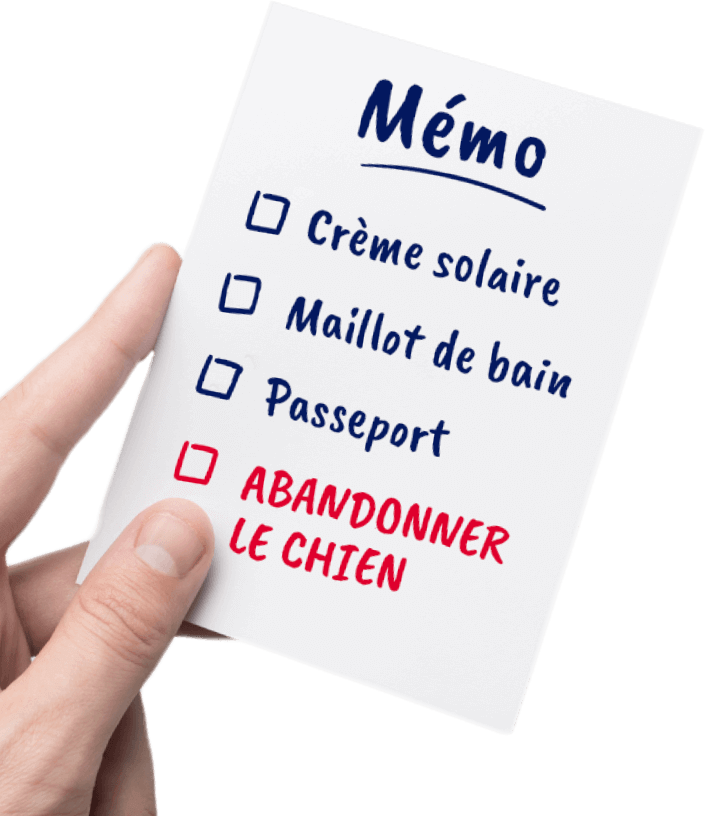 Mémo
Crème solaire
Maillot de bain
Passeport
ABANDONNER
LE CHIEN